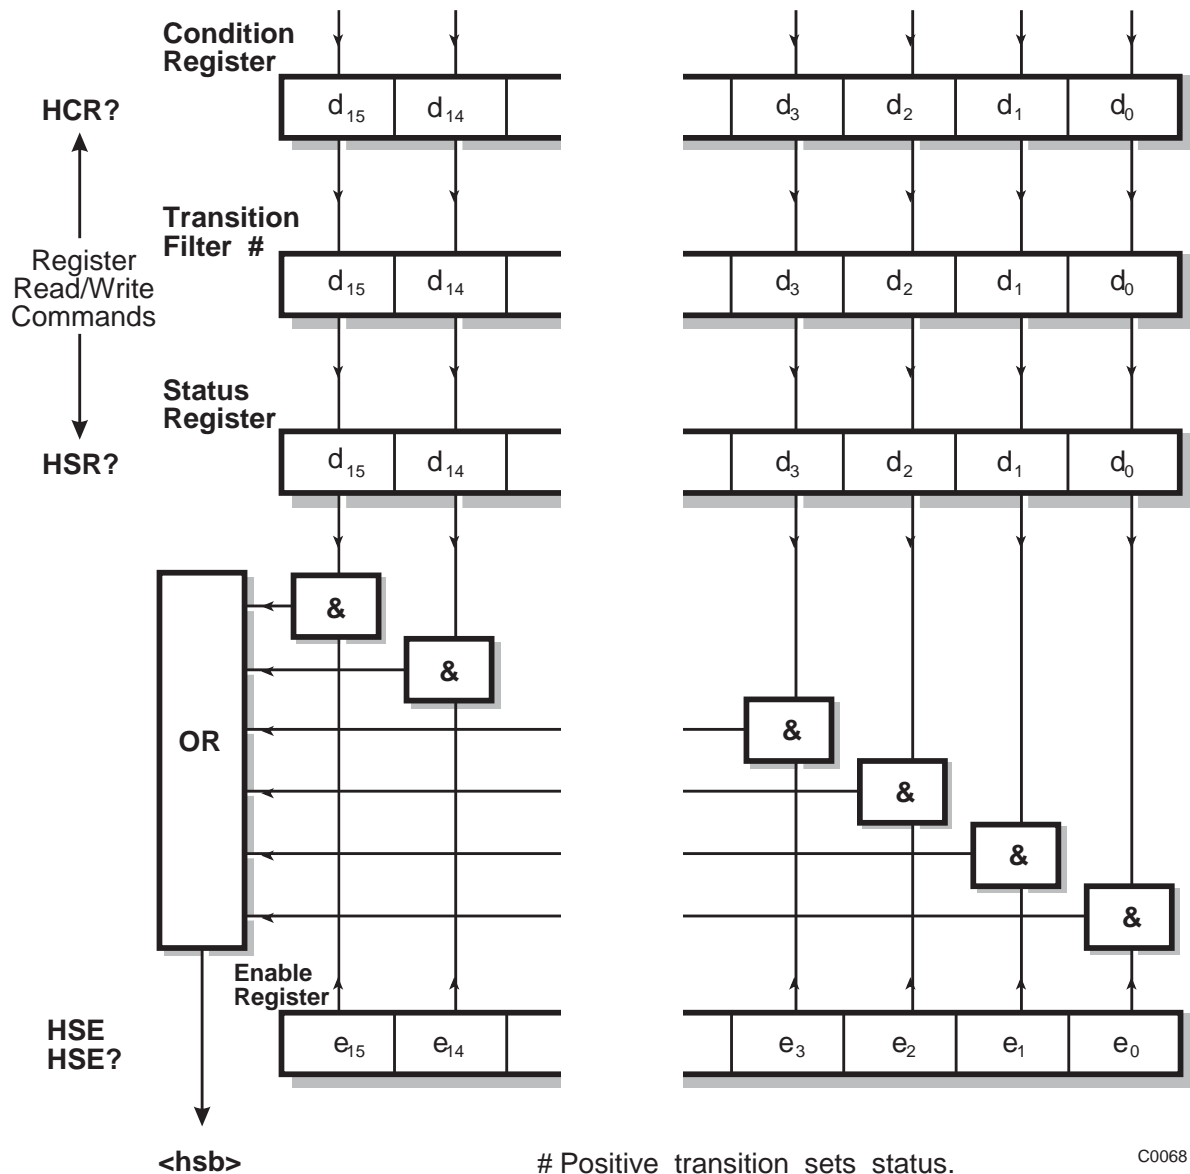 Condition
Register
HCR?
d15 d14 d3 d2 d1 d0
Transition
Filter #
Register
Read/Write
Commands
d15 d14 d3 d2 d1 d0
Status
Register
HSR?
d15 d14 d3 d2 d1 d0
&
&
OR
&
&
&
&
Enable
Register
HSE
HSE?
e15 e14 e3 e2 e1 e0
<hsb>
# Positive transition sets status.
C0068